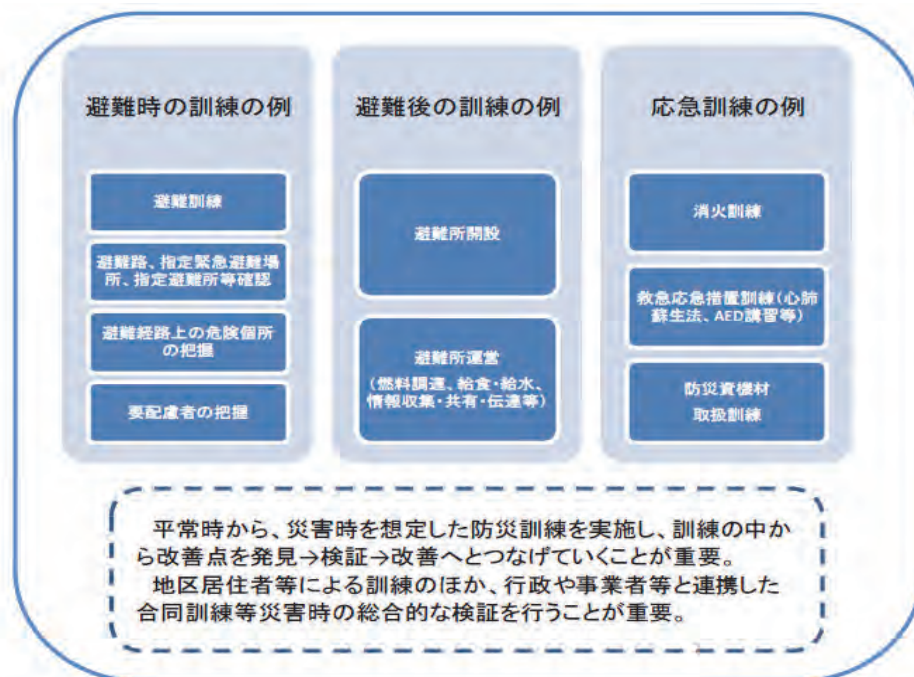 避難時の訓練の例
避難訓練
避難路、指定緊急避難場
所、指定避難所等確認
避難経路上の危険個所
の把握
要配慮者の把握
避難後の訓練の例
避難所開設
避難所運営
(燃料調達、給食・給水、
情報収集・共有・伝達等)
応急訓練の例
消火訓練
救急応急措置訓練(心肺
蘇生法、AED講習等)
防災資機材
取扱訓練
平常時から、災害時を想定した防災訓練を実施し、訓練の中か
ら改善点を発見→検証→改善へとつなげていくことが重要。
地区居住者等による訓練のほか、行政や事業者等と連携した
合同訓練等災害時の総合的な検証を行うことが重要。